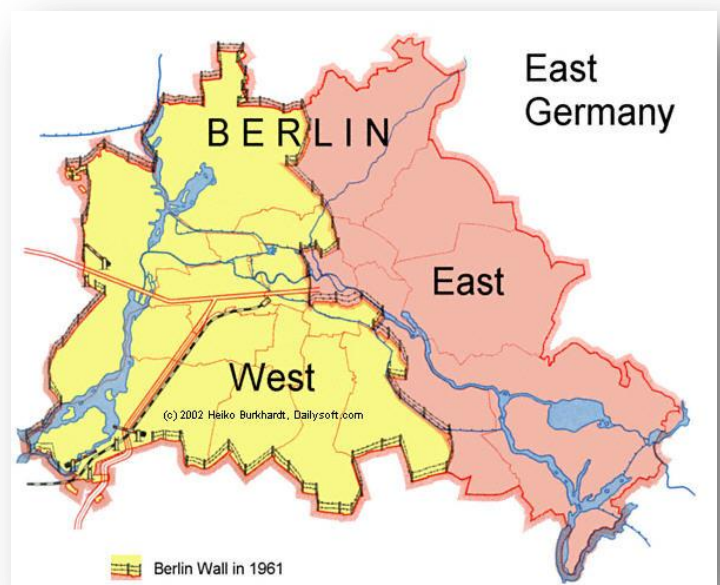 East
Germany
BERLIN
East
West
(c) 2002 Heiko Burkhardt, Dailysoft.com
Berlin Wall in 1961